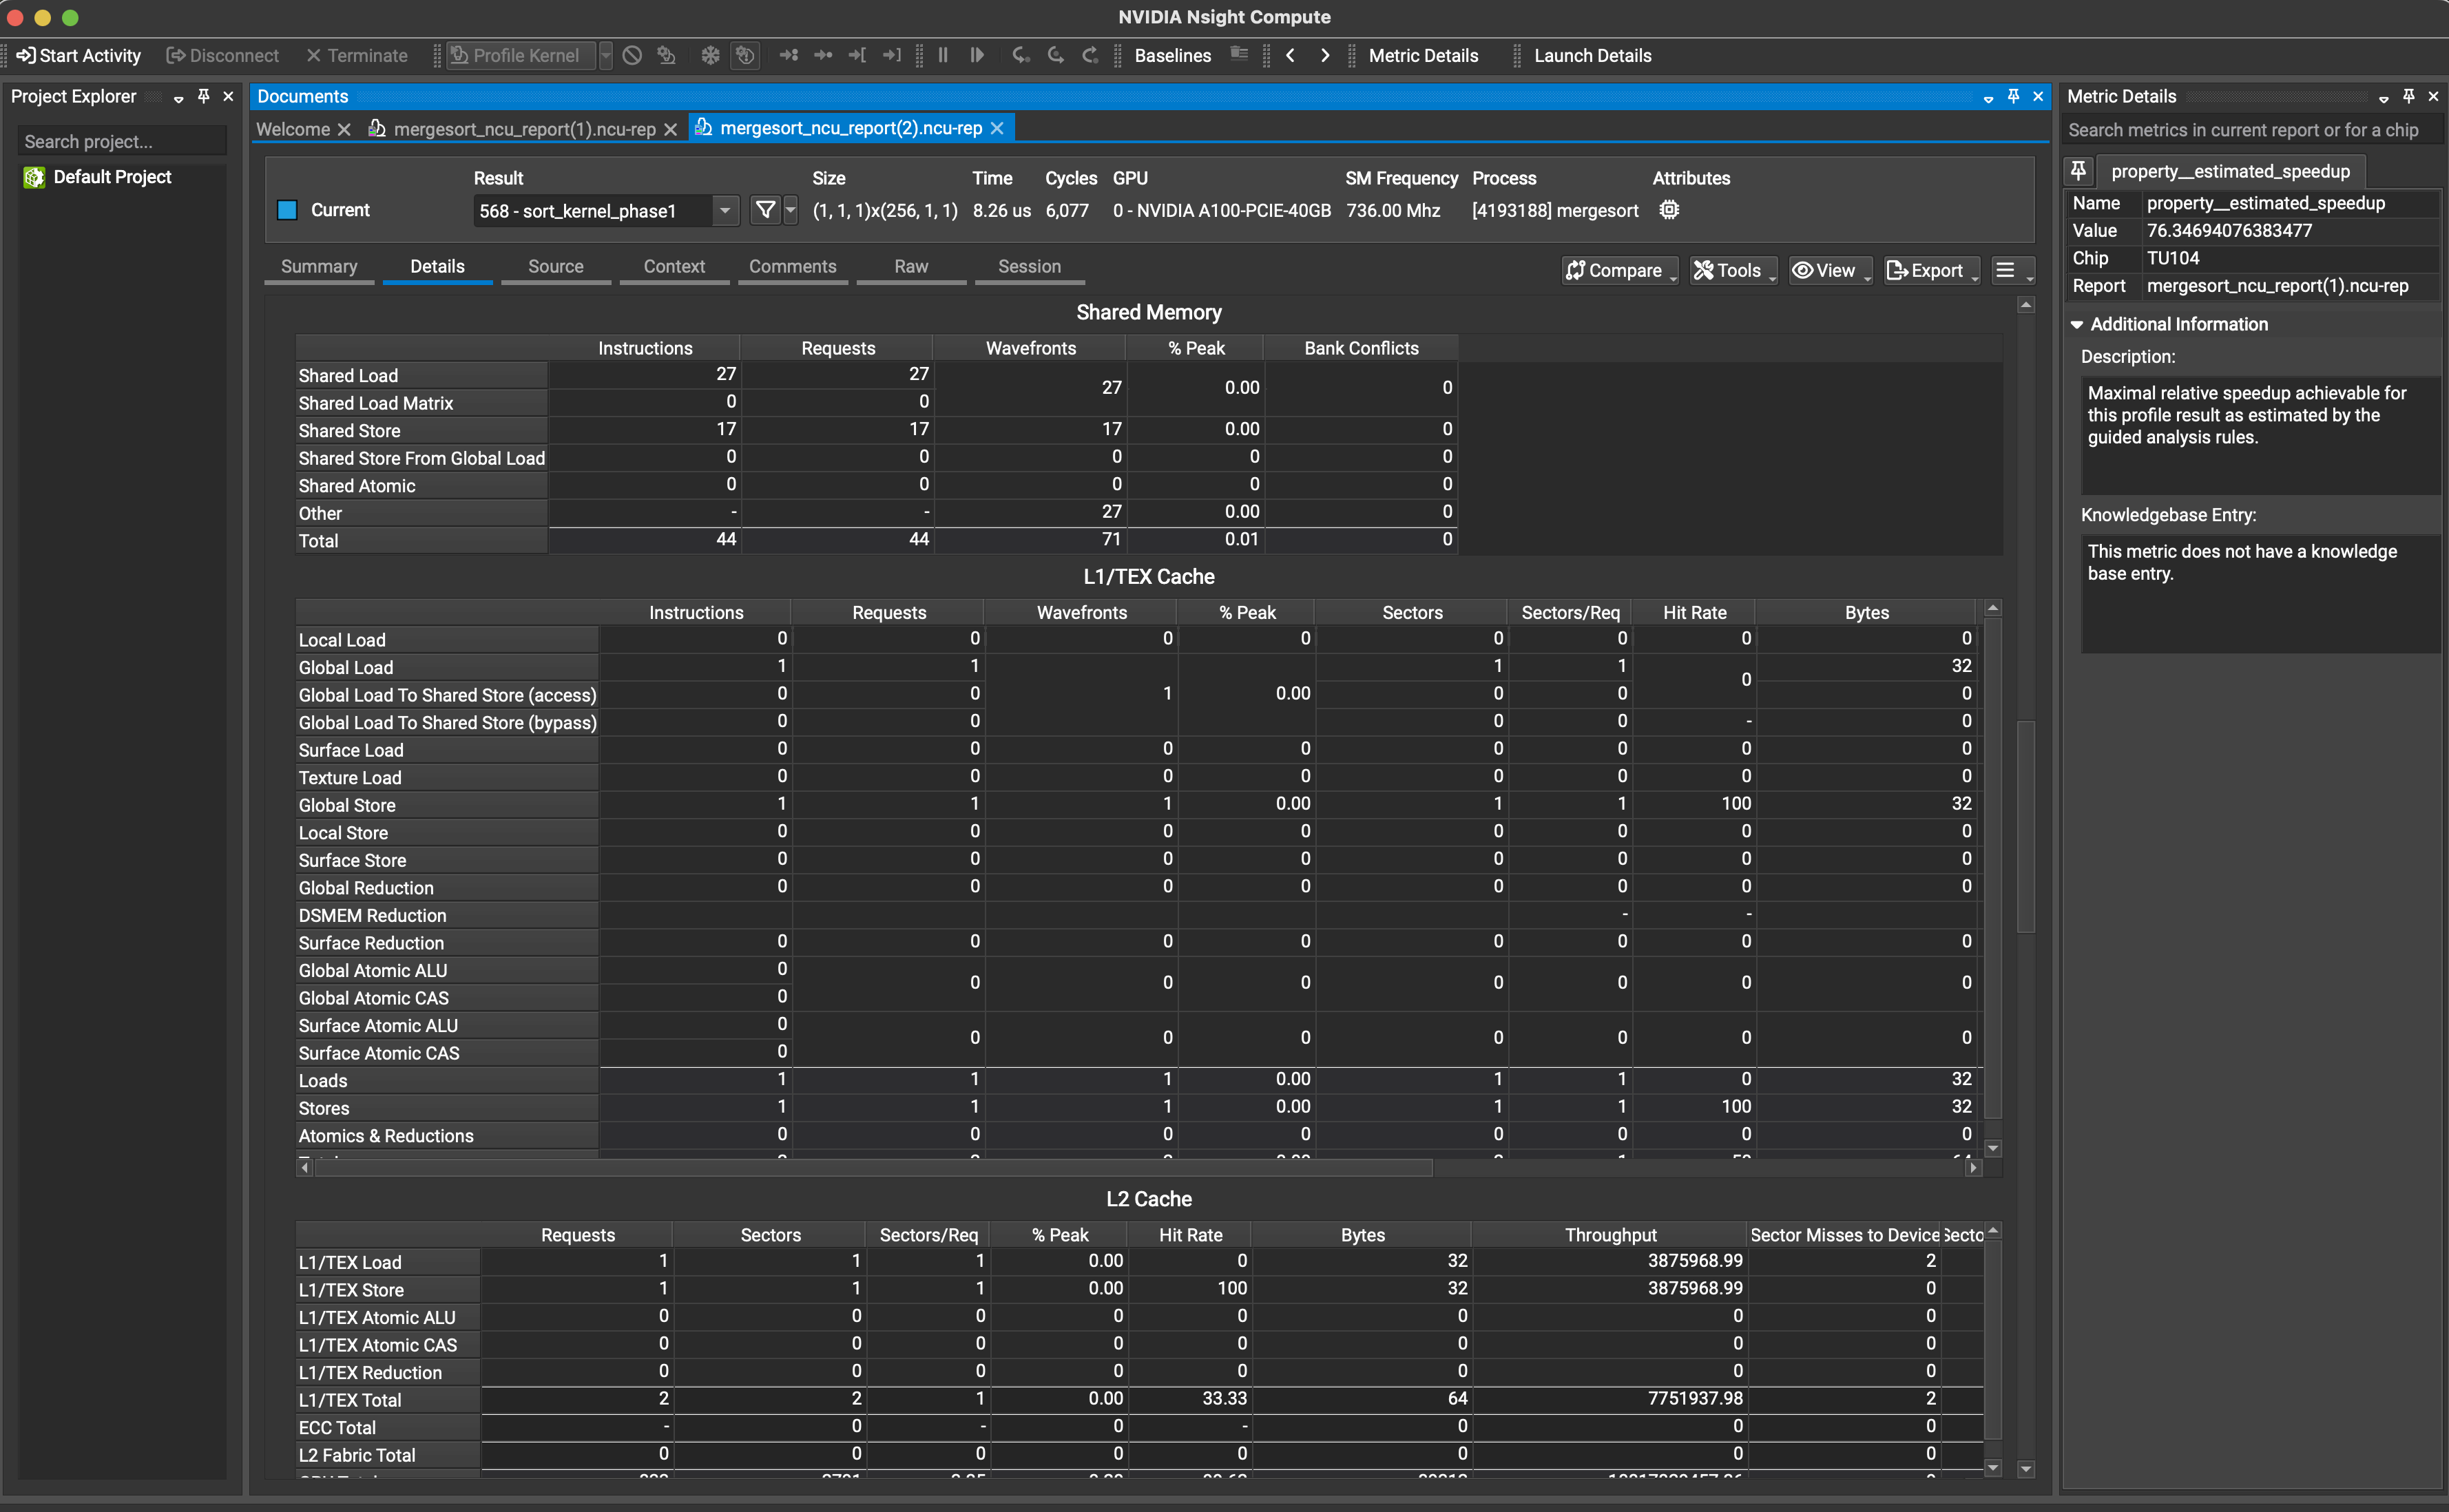 NVIDIA Nsight Compute
Start Activity Disconnect Terminate Profile Kernel Baselines Metric Details Launch Details
Project Explorer
Search project...
Default Project
Documents
Welcome mergesort_ncu_report(1).ncu-rep mergesort_ncu_report(2).ncu-rep
Result Size Time Cycles GPU SM Frequency Process Attributes
Current 568 - sort_kernel_phase1 (1, 1, 1)x(256, 1, 1) 8.26 us 6,077 0 - NVIDIA A100-PCIE-40GB 736.00 Mhz [4193188] mergesort
Summary Details Source Context Comments Raw Session Compare Tools View Export
Shared Memory
Instructions Requests Wavefronts % Peak Bank Conflicts
Shared Load 27 27 27 0.00 0
Shared Load Matrix 0 0
Shared Store 17 17 17 0.00 0
Shared Store From Global Load 0 0 0 0 0
Shared Atomic 0 0 0 0 0
Other - - 27 0.00 0
Total 44 44 71 0.01 0
L1/TEX Cache
Instructions Requests Wavefronts % Peak Sectors Sectors/Req Hit Rate Bytes
Local Load 0 0 0 0 0 0 0 0
Global Load 1 1 1 1 0 32
Global Load To Shared Store (access) 0 0 1 0.00 0 0 0
Global Load To Shared Store (bypass) 0 0 0 0 - 0
Surface Load 0 0 0 0 0 0 0 0
Texture Load 0 0 0 0 0 0 0 0
Global Store 1 1 1 0.00 1 1 100 32
Local Store 0 0 0 0 0 0 0 0
Surface Store 0 0 0 0 0 0 0 0
Global Reduction 0 0 0 0 0 0 0 0
DSMEM Reduction - -
Surface Reduction 0 0 0 0 0 0 0 0
Global Atomic ALU 0 0 0 0 0 0 0 0
Global Atomic CAS 0
Surface Atomic ALU 0 0 0 0 0 0 0 0
Surface Atomic CAS 0
Loads 1 1 1 0.00 1 1 0 32
Stores 1 1 1 0.00 1 1 100 32
Atomics & Reductions 0 0 0 0 0 0 0 0
L2 Cache
Requests Sectors Sectors/Req % Peak Hit Rate Bytes Throughput Sector Misses to Device Secto
L1/TEX Load 1 1 1 0.00 0 32 3875968.99 2
L1/TEX Store 1 1 1 0.00 100 32 3875968.99 0
L1/TEX Atomic ALU 0 0 0 0 0 0 0 0
L1/TEX Atomic CAS 0 0 0 0 0 0 0 0
L1/TEX Reduction 0 0 0 0 0 0 0 0
L1/TEX Total 2 2 1 0.00 33.33 64 7751937.98 2
ECC Total - 0 - 0 - 0 0 0
L2 Fabric Total 0 0 0 0 0 0 0 0
Metric Details
Search metrics in current report or for a chip
property__estimated_speedup
Name property__estimated_speedup
Value 76.34694076383477
Chip TU104
Report mergesort_ncu_report(1).ncu-rep
Additional Information
Description:
Maximal relative speedup achievable for
this profile result as estimated by the
guided analysis rules.
Knowledgebase Entry:
This metric does not have a knowledge
base entry.